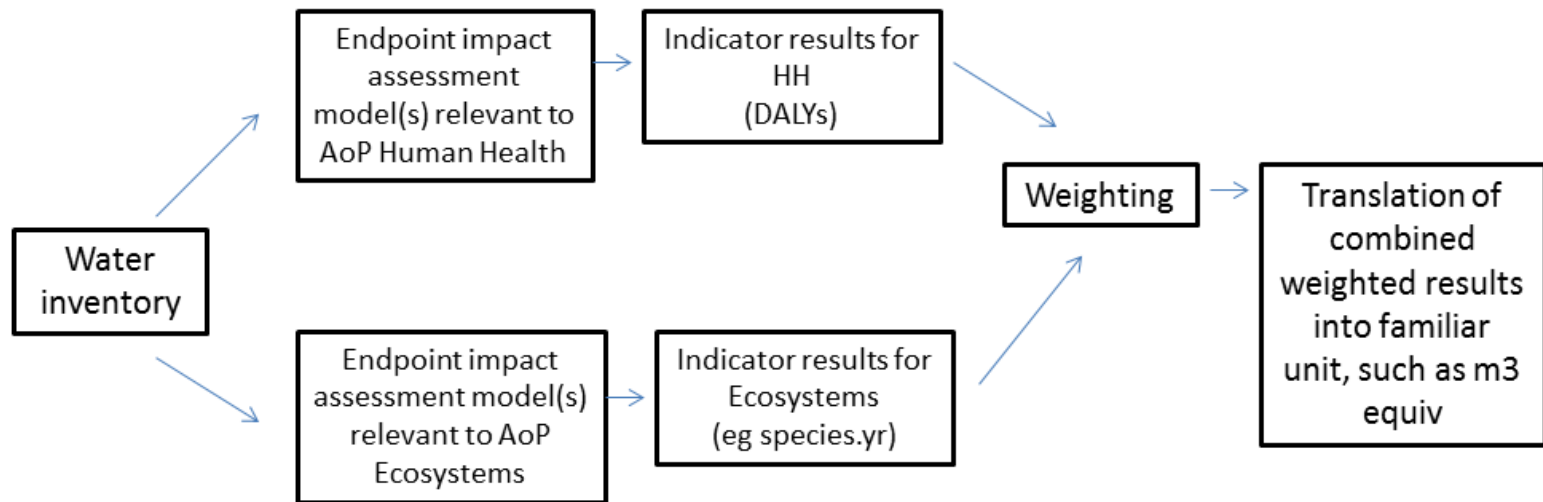 Water
inventory
Endpoint impact
assessment
model(s) relevant to
AoP Human Health
Indicator results for
HH
(DALYs)
Endpoint impact
assessment model(s)
relevant to AoP
Ecosystems
Indicator results for
Ecosystems
(eg species.yr)
Weighting
Translation of
combined
weighted results
into familiar
unit, such as m3
equiv